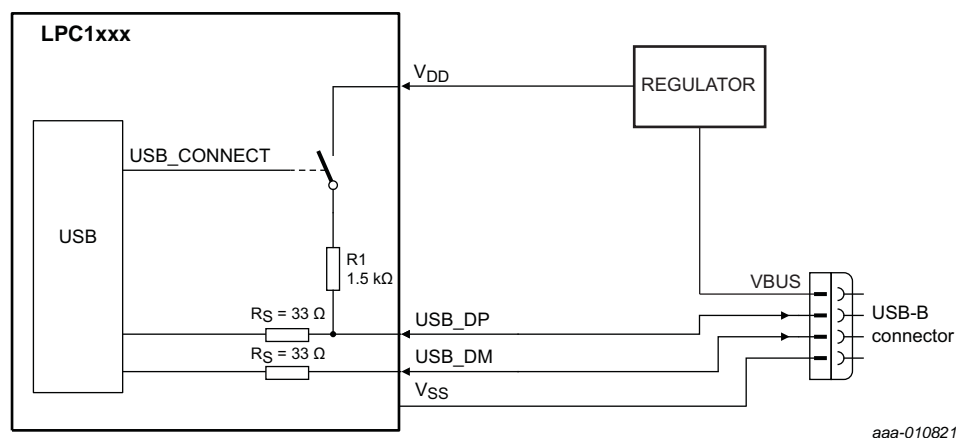 LPC1xxx
VDD
REGULATOR
USB_CONNECT
USB
R1
1.5 kΩ
VBUS
RS = 33 Ω
USB_DP
USB-B
connector
RS = 33 Ω
USB_DM
VSS
aaa-010821